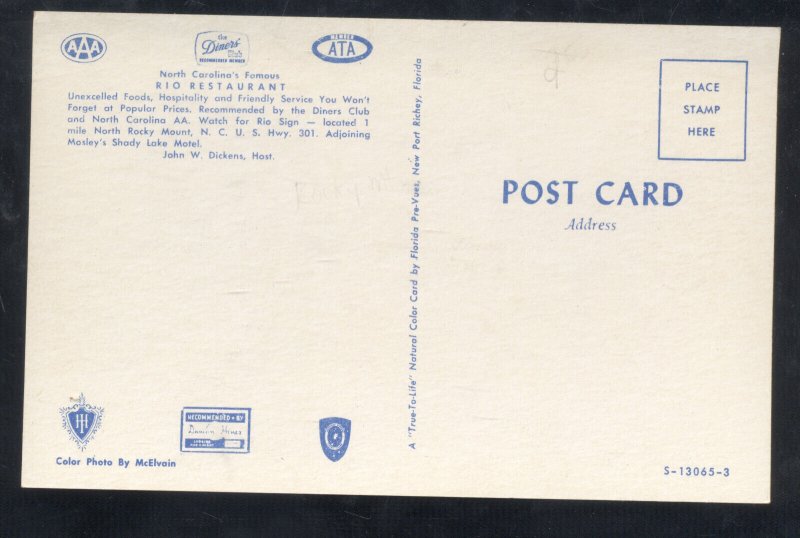 AAA
the
Diners'
RECOMMENDED MEMBER
MEMBER
ATA
North Carolina's Famous
RIO RESTAURANT
Unexcelled Foods, Hospitality and Friendly Service You Won't
Forget at Popular Prices. Recommended by the Diners Club
and North Carolina AA. Watch for Rio Sign — located 1
mile North Rocky Mount, N. C. U. S. Hwy. 301. Adjoining
Mosley's Shady Lake Motel.
John W. Dickens, Host.
Rocky Mt
RECOMMENDED BY
Duncan Hines
Color Photo By McElvain
A "True-To-Life" Natural Color Card by Florida Pre-Vues, New Port Richey, Florida
PLACE
STAMP
HERE
POST CARD
Address
S-13065-3